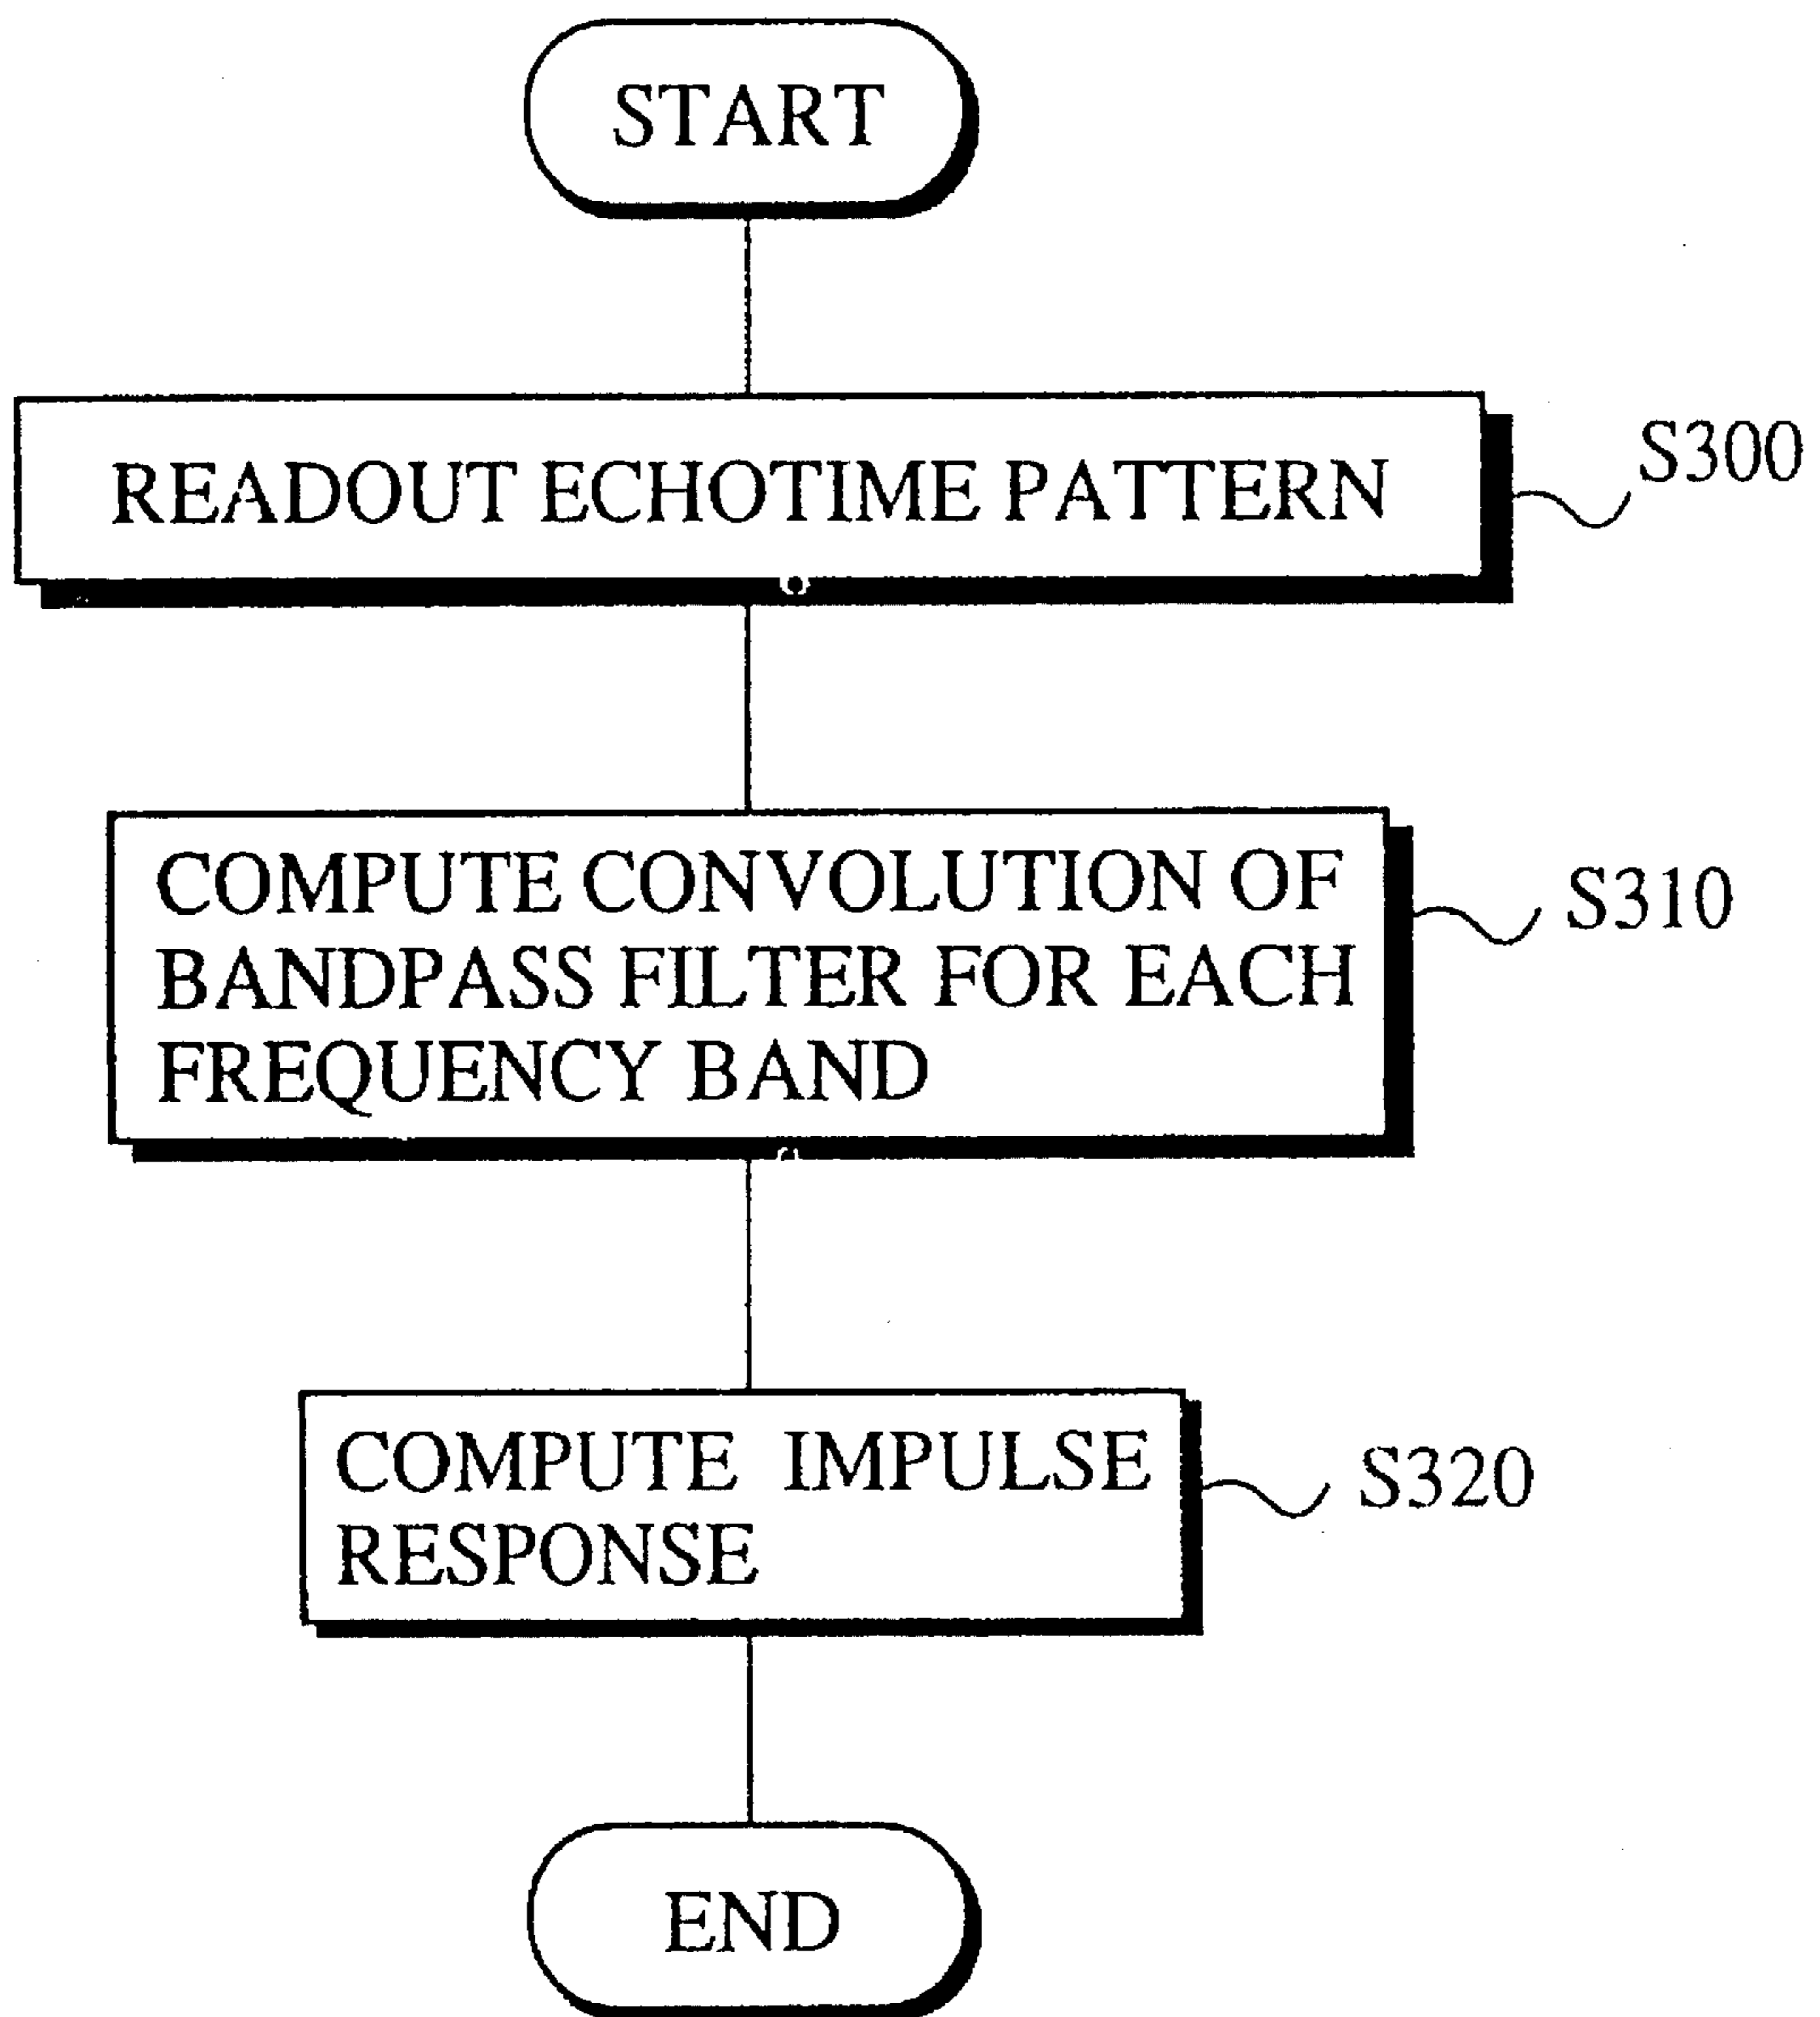 START
READOUT ECHOTIME PATTERN
S300
COMPUTE CONVOLUTION OF
BANDPASS FILTER FOR EACH
FREQUENCY BAND
S310
COMPUTE IMPULSE
RESPONSE
S320
END